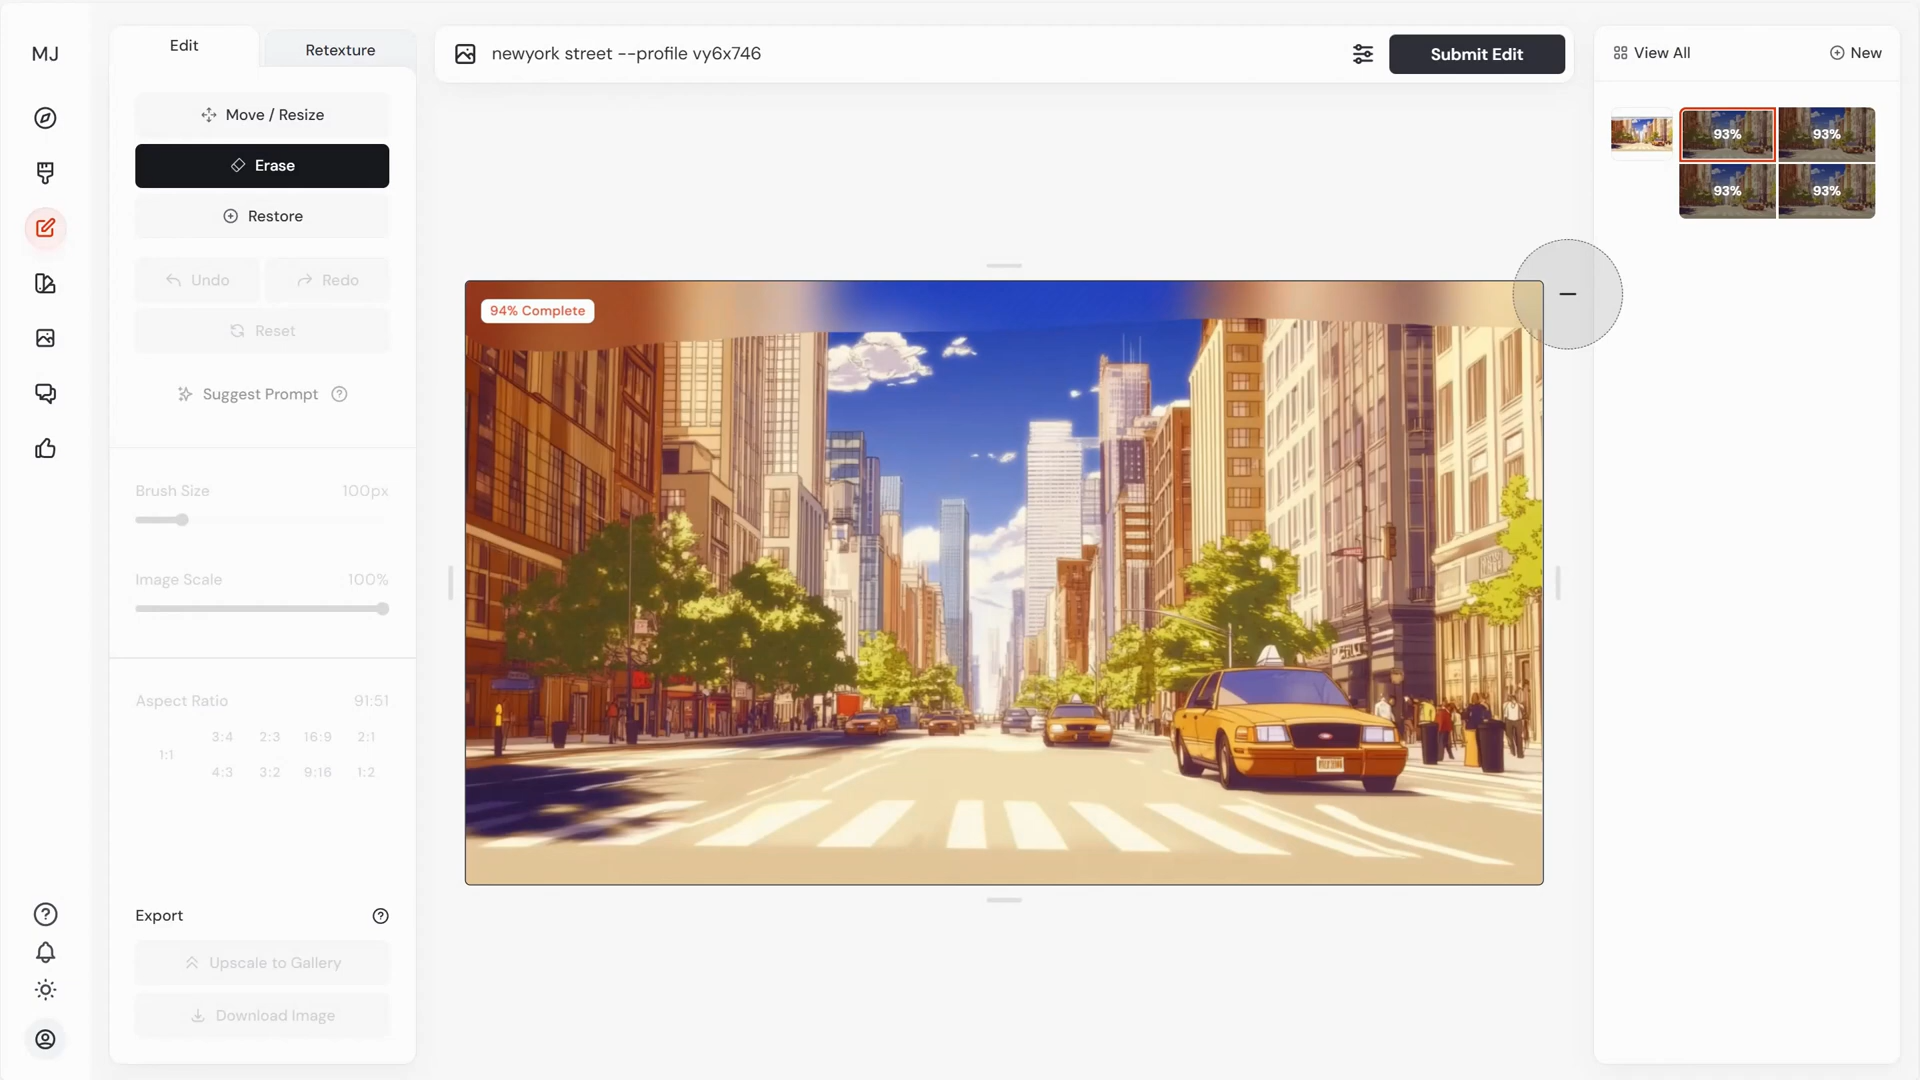 MJ
Edit
Retexture
newyork street --profile vy6x746
Submit Edit
View All
New
Move / Resize
Erase
Restore
Undo
Redo
Reset
Suggest Prompt
93%
93%
93%
93%
94% Complete
Brush Size
100px
Image Scale
100%
Aspect Ratio
91:51
1:1
3:4
2:3
16:9
2:1
4:3
3:2
9:16
1:2
Export
Upscale to Gallery
Download Image